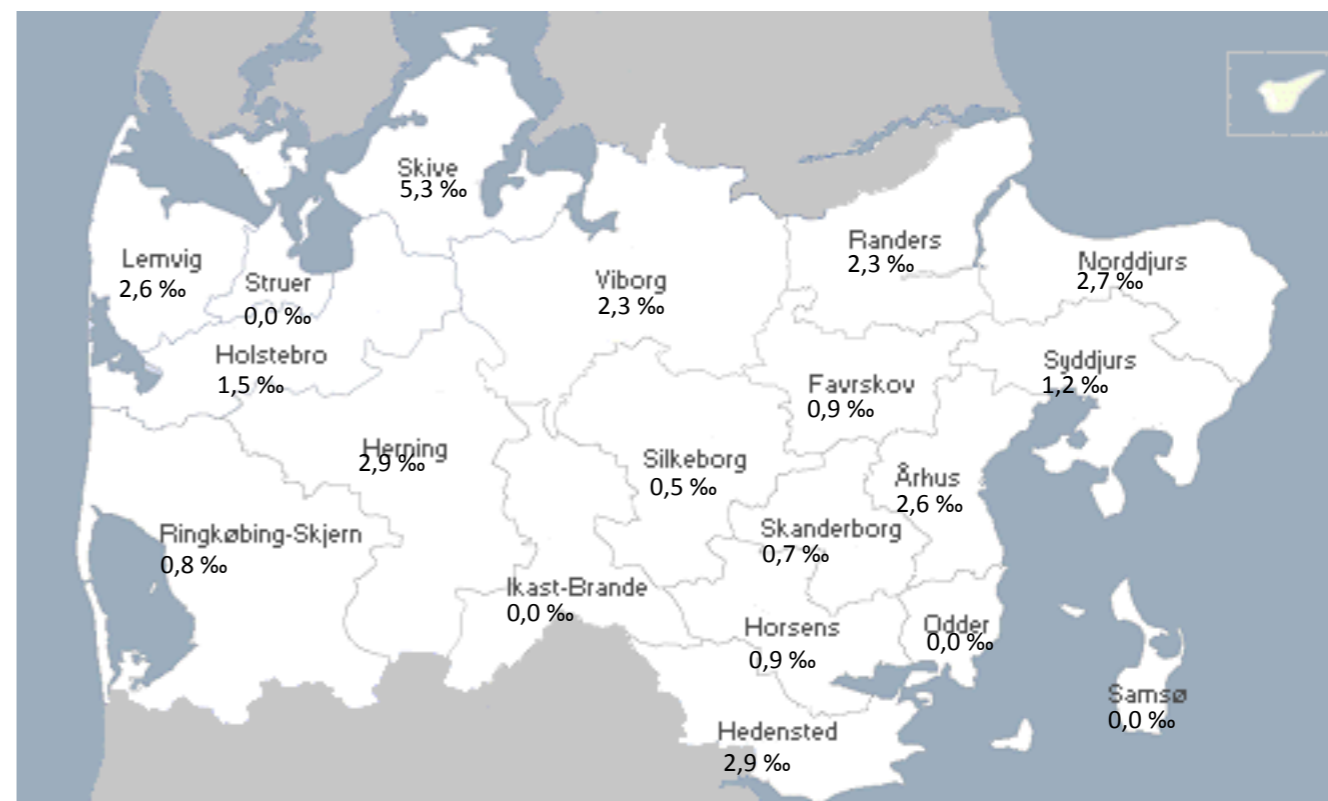 Skive
5,3 ‰
Lemvig
2,6 ‰
Struer
0,0 ‰
Holstebro
1,5 ‰
Viborg
2,3 ‰
Randers
2,3 ‰
Norddjurs
2,7 ‰
Syddjurs
1,2 ‰
Favrskov
0,9 ‰
Herning
2,9 ‰
Silkeborg
0,5 ‰
Århus
2,6 ‰
Skanderborg
0,7 ‰
Ringkøbing-Skjern
0,8 ‰
Ikast-Brande
0,0 ‰
Horsens
0,9 ‰
Odder
0,0 ‰
Samsø
0,0 ‰
Hedensted
2,9 ‰